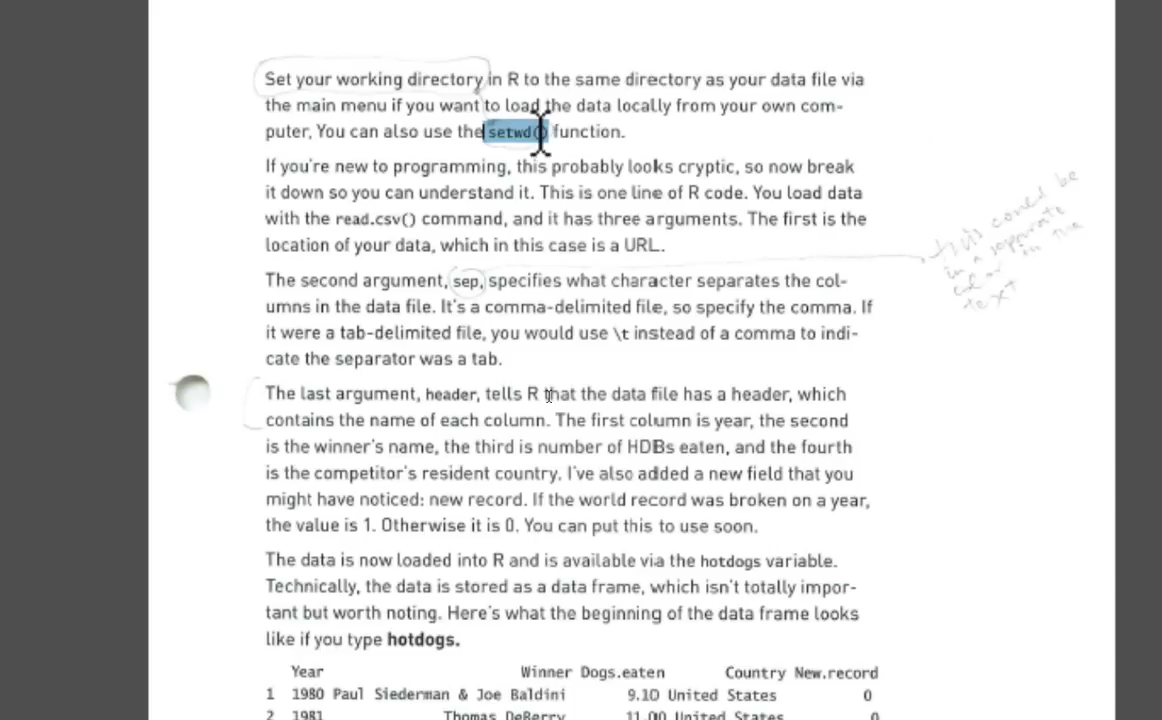 Set your working directory in R to the same directory as your data file via
the main menu if you want to load the data locally from your own com-
puter, You can also use the setwd() function.
If you're new to programming, this probably looks cryptic, so now break
it down so you can understand it. This is one line of R code. You load data
with the read.csv() command, and it has three arguments. The first is the
location of your data, which in this case is a URL.
The second argument, sep, specifies what character separates the col-
umns in the data file. It's a comma-delimited file, so specify the comma. If
it were a tab-delimited file, you would use \t instead of a comma to indi-
cate the separator was a tab.
this could be
in a separate
color in the
text
The last argument, header, tells R that the data file has a header, which
contains the name of each column. The first column is year, the second
is the winner's name, the third is number of HDBs eaten, and the fourth
is the competitor's resident country. I've also added a new field that you
might have noticed: new record. If the world record was broken on a year,
the value is 1. Otherwise it is 0. You can put this to use soon.
The data is now loaded into R and is available via the hotdogs variable.
Technically, the data is stored as a data frame, which isn't totally impor-
tant but worth noting. Here's what the beginning of the data frame looks
like if you type hotdogs.
Year Winner Dogs.eaten Country New.record
1 1980 Paul Siederman & Joe Baldini 9.10 United States 0
2 1981 Thomas DeBerry 11.00 United States 0